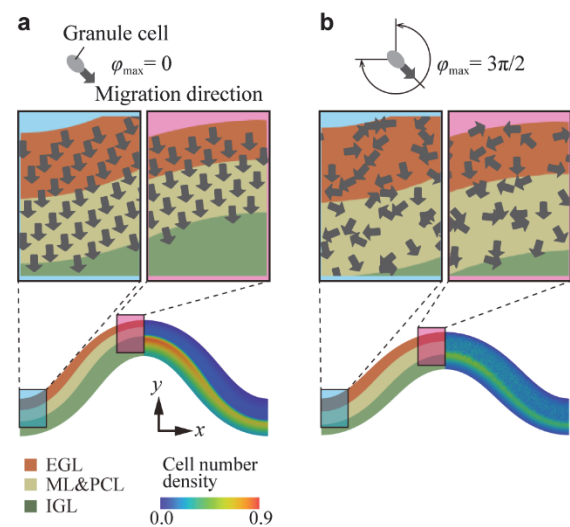 a
Granule cell
φmax= 0
Migration direction
b
φmax= 3π/2
y
x
EGL
ML&PCL
IGL
Cell number
density
0.0
0.9